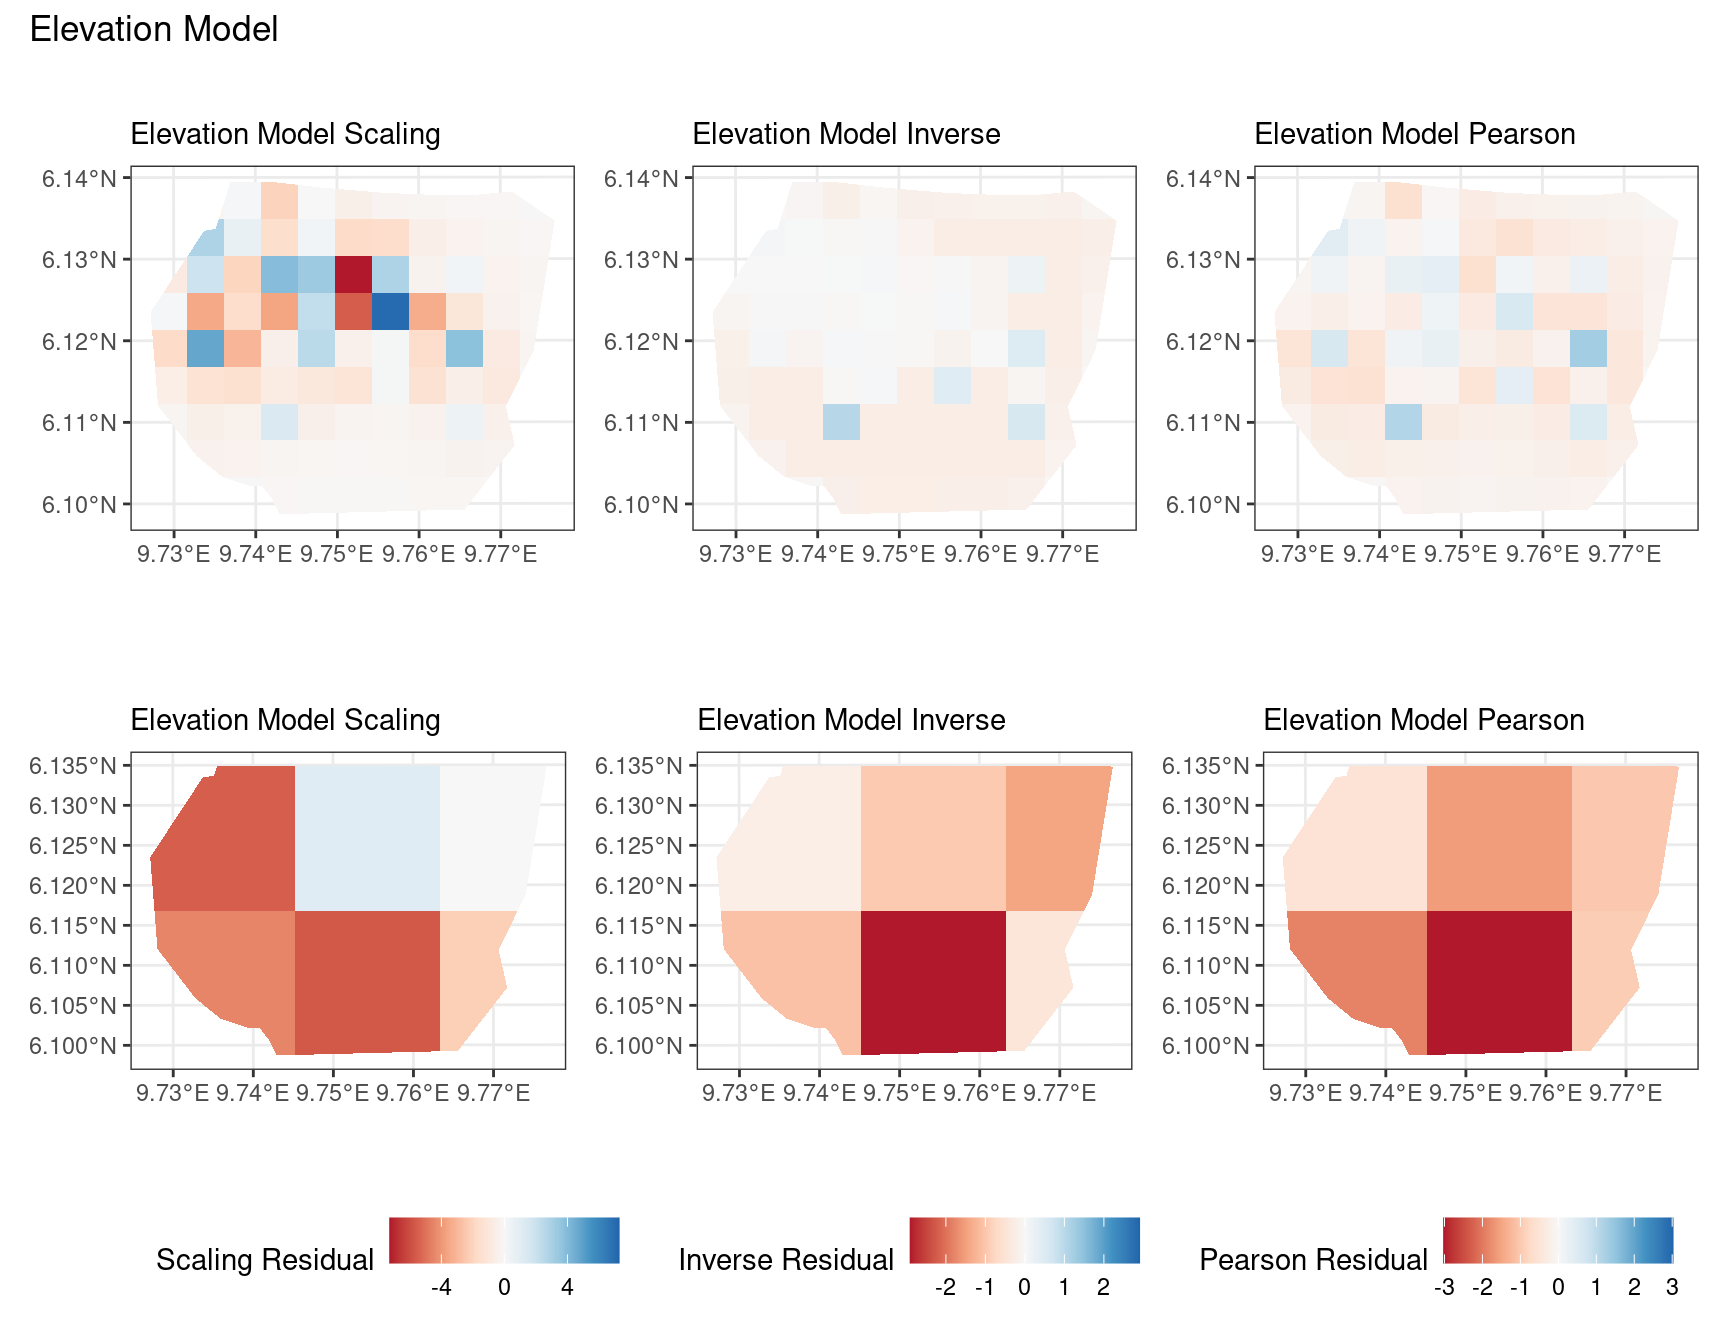 Elevation Model
Elevation Model Scaling
Elevation Model Inverse
Elevation Model Pearson
6.14°N
6.13°N
6.12°N
6.11°N
6.10°N
9.73°E 9.74°E 9.75°E 9.76°E 9.77°E
6.14°N
6.13°N
6.12°N
6.11°N
6.10°N
9.73°E 9.74°E 9.75°E 9.76°E 9.77°E
6.14°N
6.13°N
6.12°N
6.11°N
6.10°N
9.73°E 9.74°E 9.75°E 9.76°E 9.77°E
Elevation Model Scaling
Elevation Model Inverse
Elevation Model Pearson
6.135°N
6.130°N
6.125°N
6.120°N
6.115°N
6.110°N
6.105°N
6.100°N
9.73°E 9.74°E 9.75°E 9.76°E 9.77°E
6.135°N
6.130°N
6.125°N
6.120°N
6.115°N
6.110°N
6.105°N
6.100°N
9.73°E 9.74°E 9.75°E 9.76°E 9.77°E
6.135°N
6.130°N
6.125°N
6.120°N
6.115°N
6.110°N
6.105°N
6.100°N
9.73°E 9.74°E 9.75°E 9.76°E 9.77°E
Scaling Residual
-4 0 4
Inverse Residual
-2 -1 0 1 2
Pearson Residual
-3 -2 -1 0 1 2 3